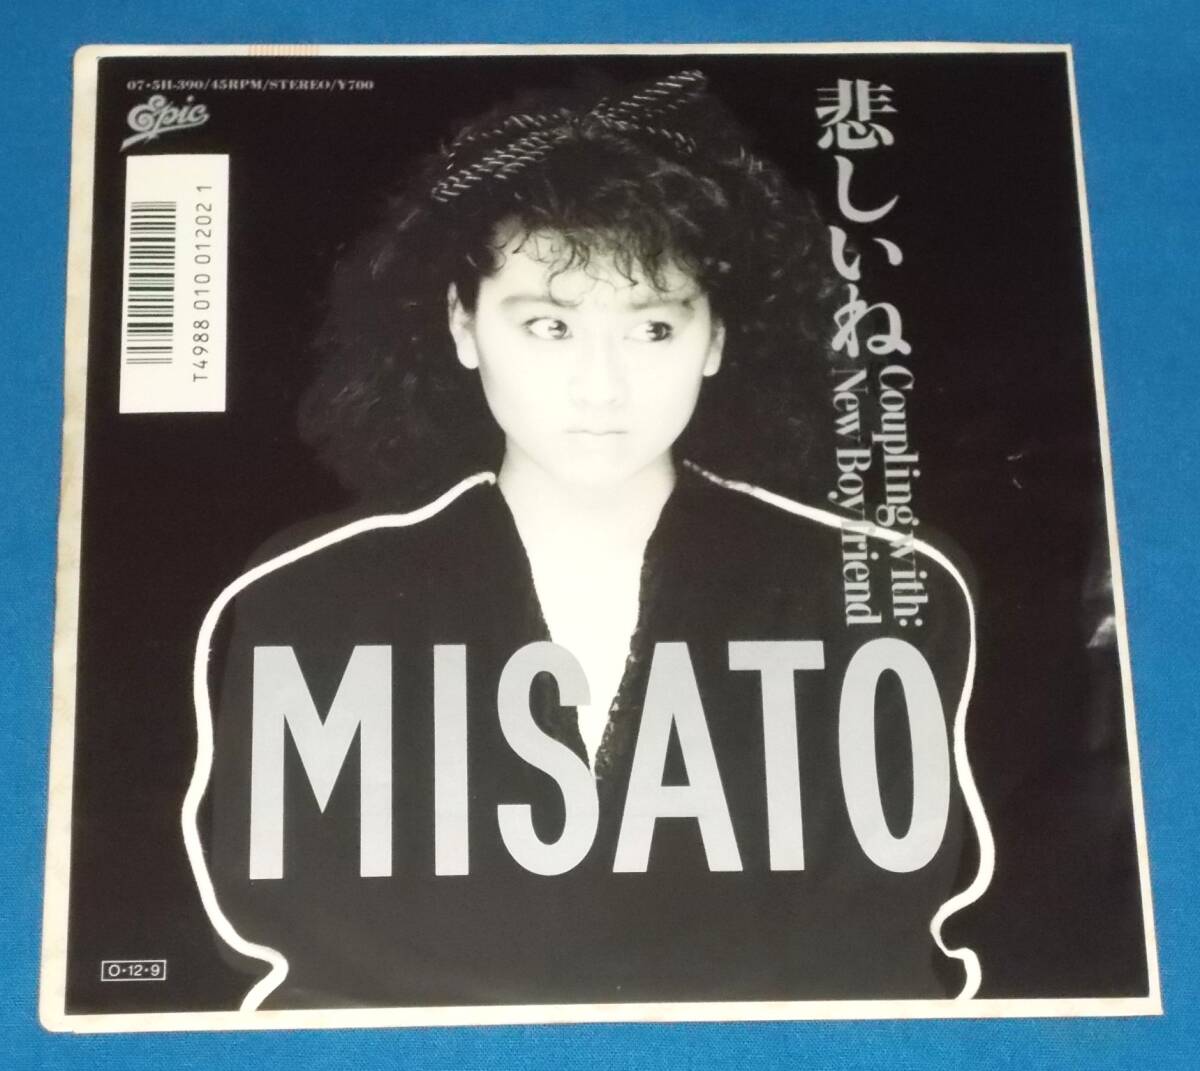 07・5H-390/45RPM/STEREO/¥700
Epic
T4988 010 01202 1
悲しいね
Coupling with:
New Boyfriend
MISATO
O・12・9